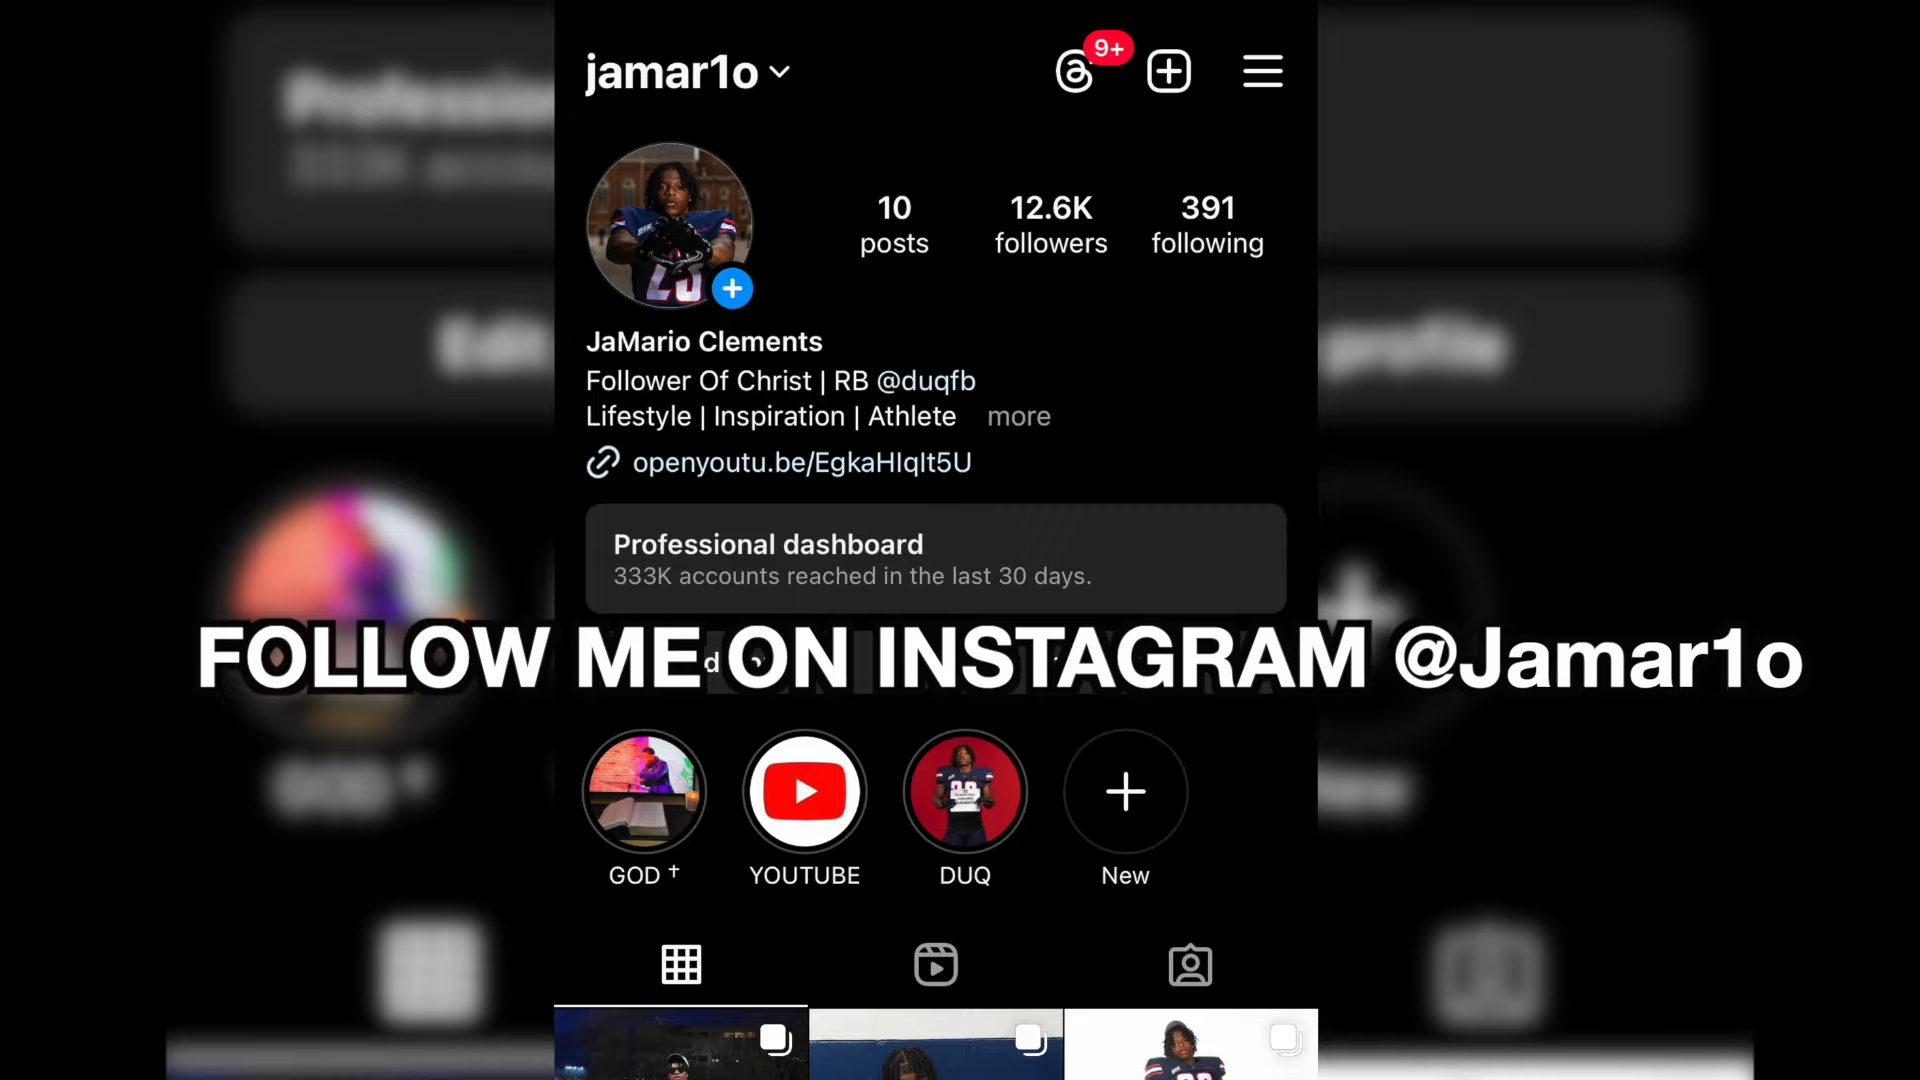 jamar1o
9+
10
posts
12.6K
followers
391
following
JaMario Clements
Follower Of Christ | RB @duqfb
Lifestyle | Inspiration | Athlete more
openyoutu.be/EgkaHIqIt5U
Professional dashboard
333K accounts reached in the last 30 days.
FOLLOW ME ON INSTAGRAM @Jamar1o
GOD †
YOUTUBE
DUQ
New